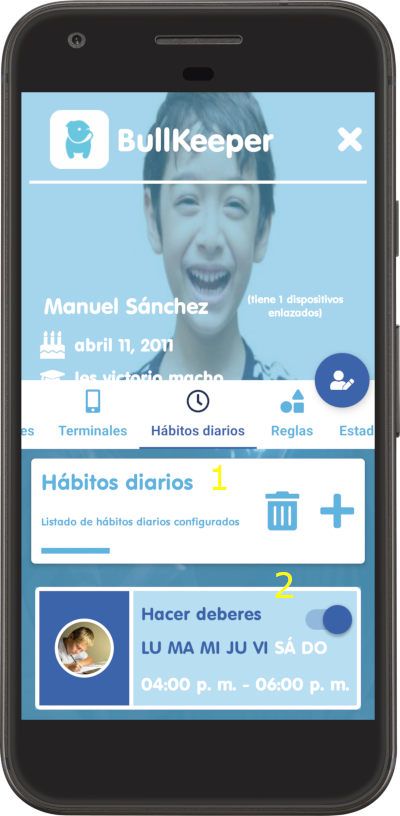 BullKeeper
Manuel Sánchez
(tiene 1 dispositivos
enlazados)
abril 11, 2011
Ies victorio macho
es Terminales Hábitos diarios Reglas Estad
Hábitos diarios 1
Listado de hábitos diarios configurados
2
Hacer deberes
LU MA MI JU VI SÁ DO
04:00 p. m. - 06:00 p. m.